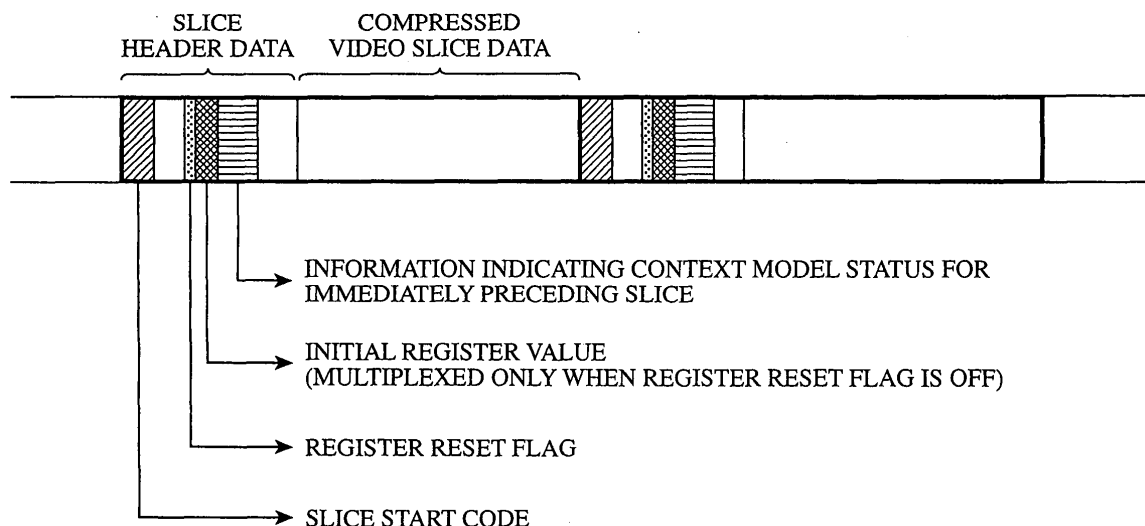 SLICE
HEADER DATA
COMPRESSED
VIDEO SLICE DATA
INFORMATION INDICATING CONTEXT MODEL STATUS FOR
IMMEDIATELY PRECEDING SLICE
INITIAL REGISTER VALUE
(MULTIPLEXED ONLY WHEN REGISTER RESET FLAG IS OFF)
REGISTER RESET FLAG
SLICE START CODE